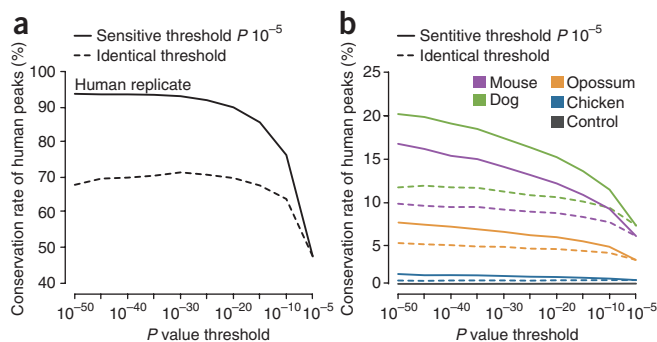 a
Sensitive threshold P 10⁻⁵
Identical threshold
Conservation rate of human peaks (%)
100
90
80
70
60
50
40
Human replicate
10⁻⁵⁰ 10⁻⁴⁰ 10⁻³⁰ 10⁻²⁰ 10⁻¹⁰ 10⁻⁵
P value threshold
b
Sentitive threshold P 10⁻⁵
Identical threshold
Conservation rate of human peaks (%)
25
20
15
10
5
0
Mouse Opossum
Dog Chicken
Control
10⁻⁵⁰ 10⁻⁴⁰ 10⁻³⁰ 10⁻²⁰ 10⁻¹⁰ 10⁻⁵
P value threshold